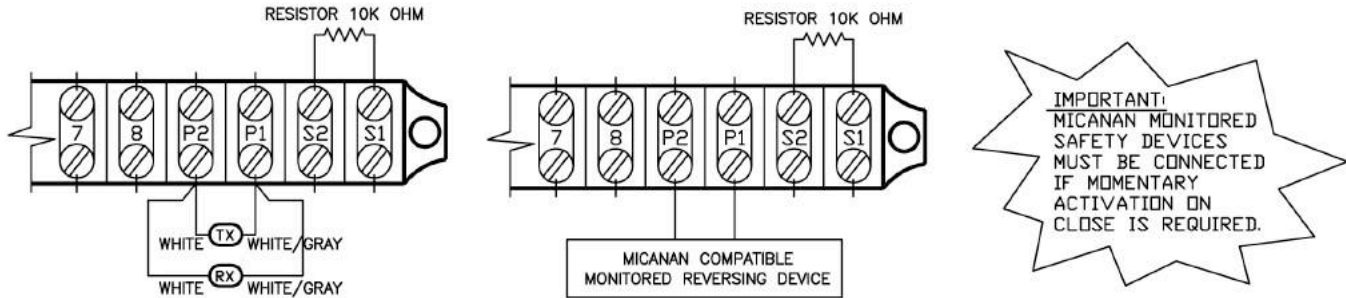 RESISTOR 10K OHM
7 8 P2 P1 S2 S1
WHITE TX WHITE/GRAY
WHITE RX WHITE/GRAY
RESISTOR 10K OHM
7 8 P2 P1 S2 S1
MICANAN COMPATIBLE
MONITORED REVERSING DEVICE
IMPORTANT:
MICANAN MONITORED
SAFETY DEVICES
MUST BE CONNECTED
IF MOMENTARY
ACTIVATION ON
CLOSE IS REQUIRED.